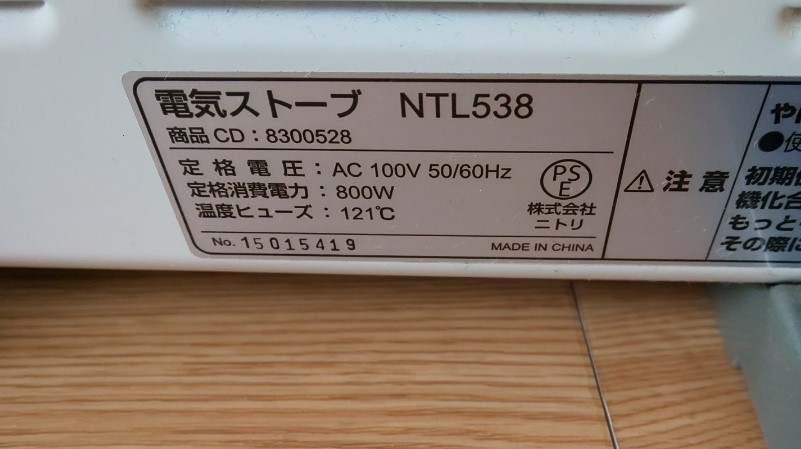 電気ストーブ NTL538
商品CD：8300528
定格電圧：AC 100V 50/60Hz
定格消費電力：800W
温度ヒューズ：121℃
PSE
株式会社
ニトリ
No. 15015419
MADE IN CHINA
注意
初期
機化合
もっと
その際に